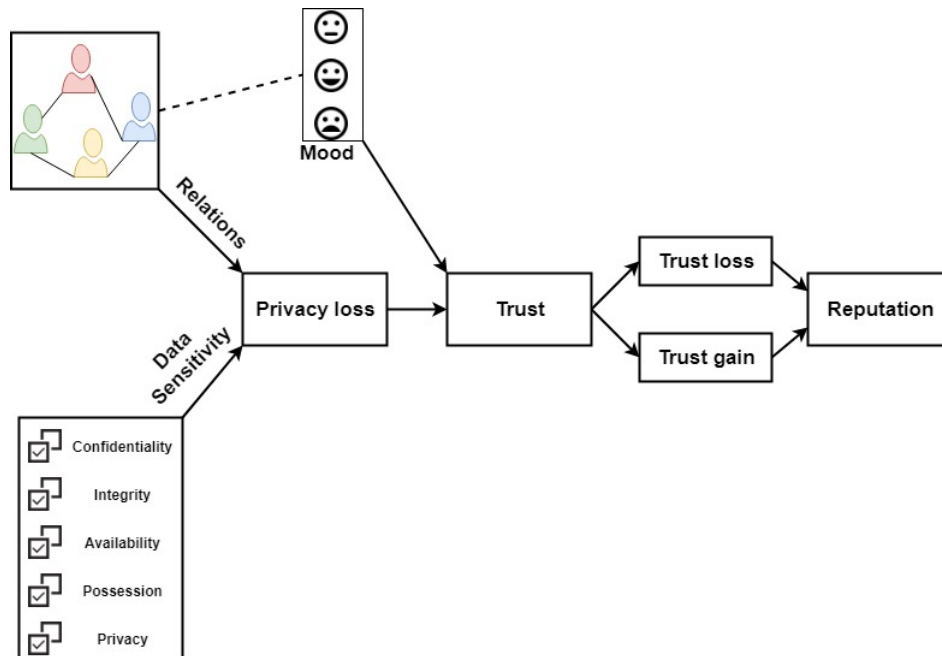 Mood
Relations
Privacy loss
Trust
Trust loss
Trust gain
Reputation
Data
Sensitivity
Confidentiality
Integrity
Availability
Possession
Privacy